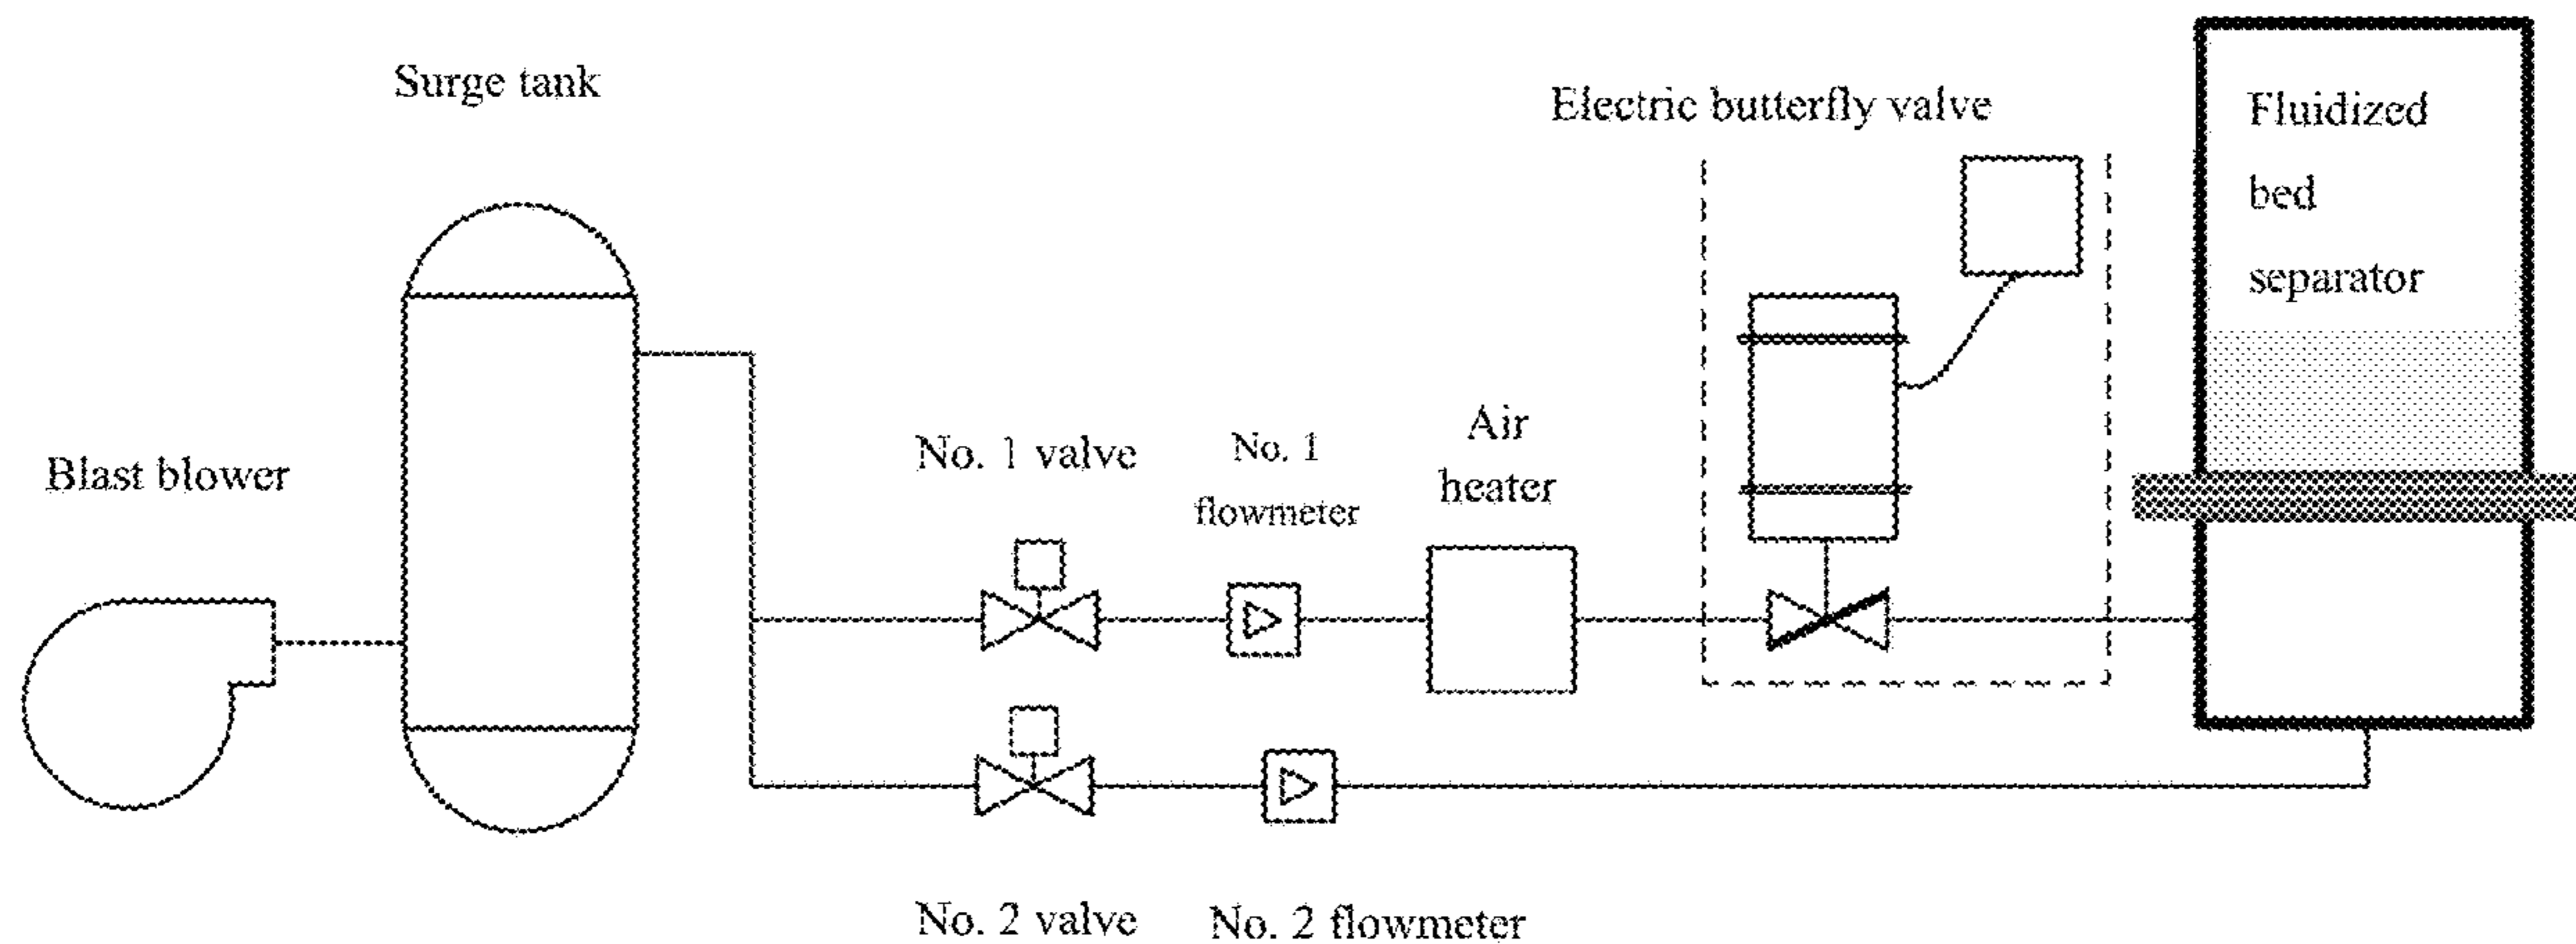 Surge tank
Electric butterfly valve
Fluidized
bed
separator
Blast blower
No. 1 valve
No. 1
flowmeter
Air
heater
No. 2 valve
No. 2 flowmeter